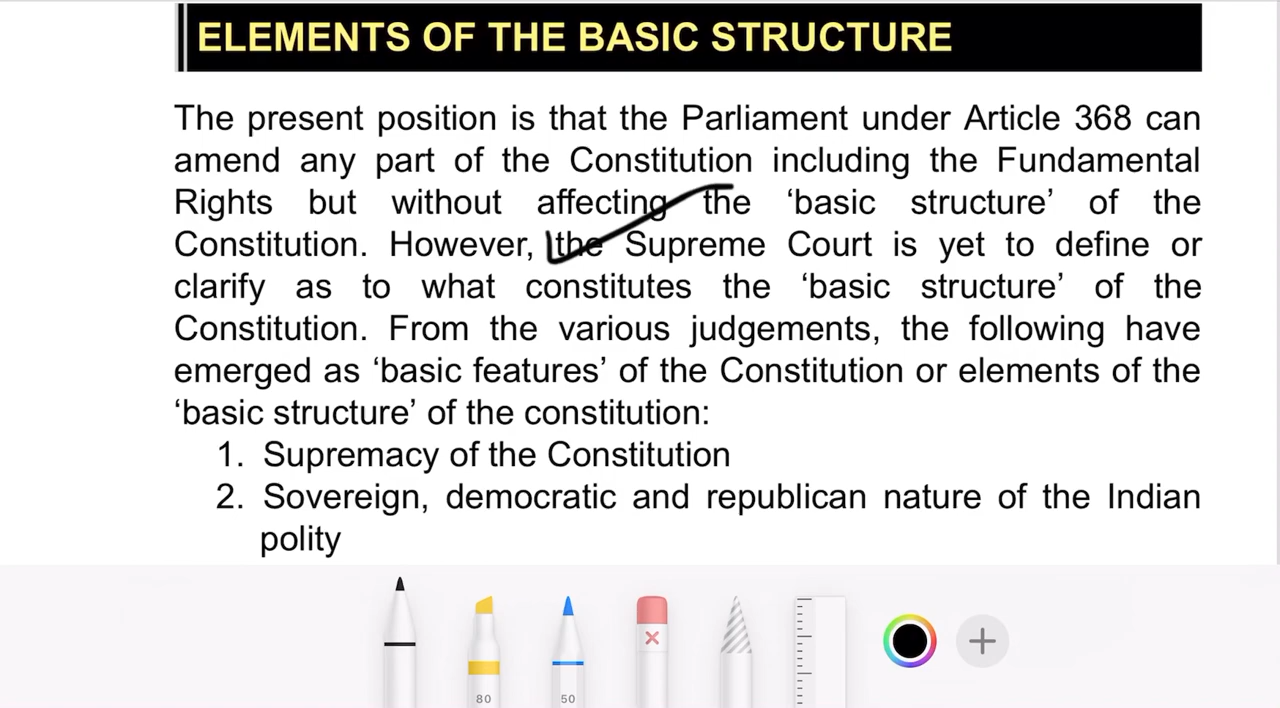 ELEMENTS OF THE BASIC STRUCTURE
The present position is that the Parliament under Article 368 can
amend any part of the Constitution including the Fundamental
Rights but without affecting the ‘basic structure’ of the
Constitution. However, the Supreme Court is yet to define or
clarify as to what constitutes the ‘basic structure’ of the
Constitution. From the various judgements, the following have
emerged as ‘basic features’ of the Constitution or elements of the
‘basic structure’ of the constitution:
1. Supremacy of the Constitution
2. Sovereign, democratic and republican nature of the Indian
polity
80 50